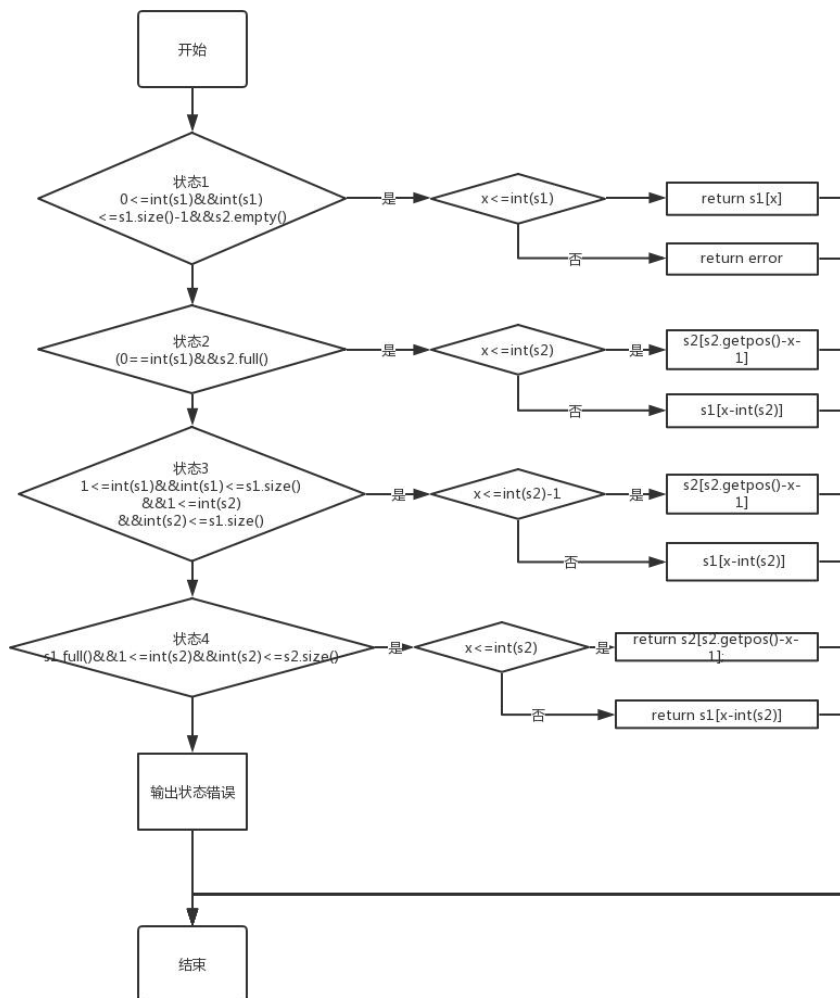 开始
状态1
0<=int(s1)&&int(s1)
<=s1.size()-1&&s2.empty()
是
x<=int(s1)
return s1[x]
否
return error
状态2
(0==int(s1)&&s2.full()
是
x<=int(s2)
是
s2[s2.getpos()-x-
1]
否
s1[x-int(s2)]
状态3
1<=int(s1)&&int(s1)<=s1.size()
&&1<=int(s2)
&&int(s2)<=s1.size()
是
x<=int(s2)-1
是
s2[s2.getpos()-x-
1]
否
s1[x-int(s2)]
状态4
s1.full()&&1<=int(s2)&&int(s2)<=s2.size()
是
x<=int(s2)
是
return s2[s2.getpos()-x-
1];
否
return s1[x-int(s2)]
输出状态错误
结束